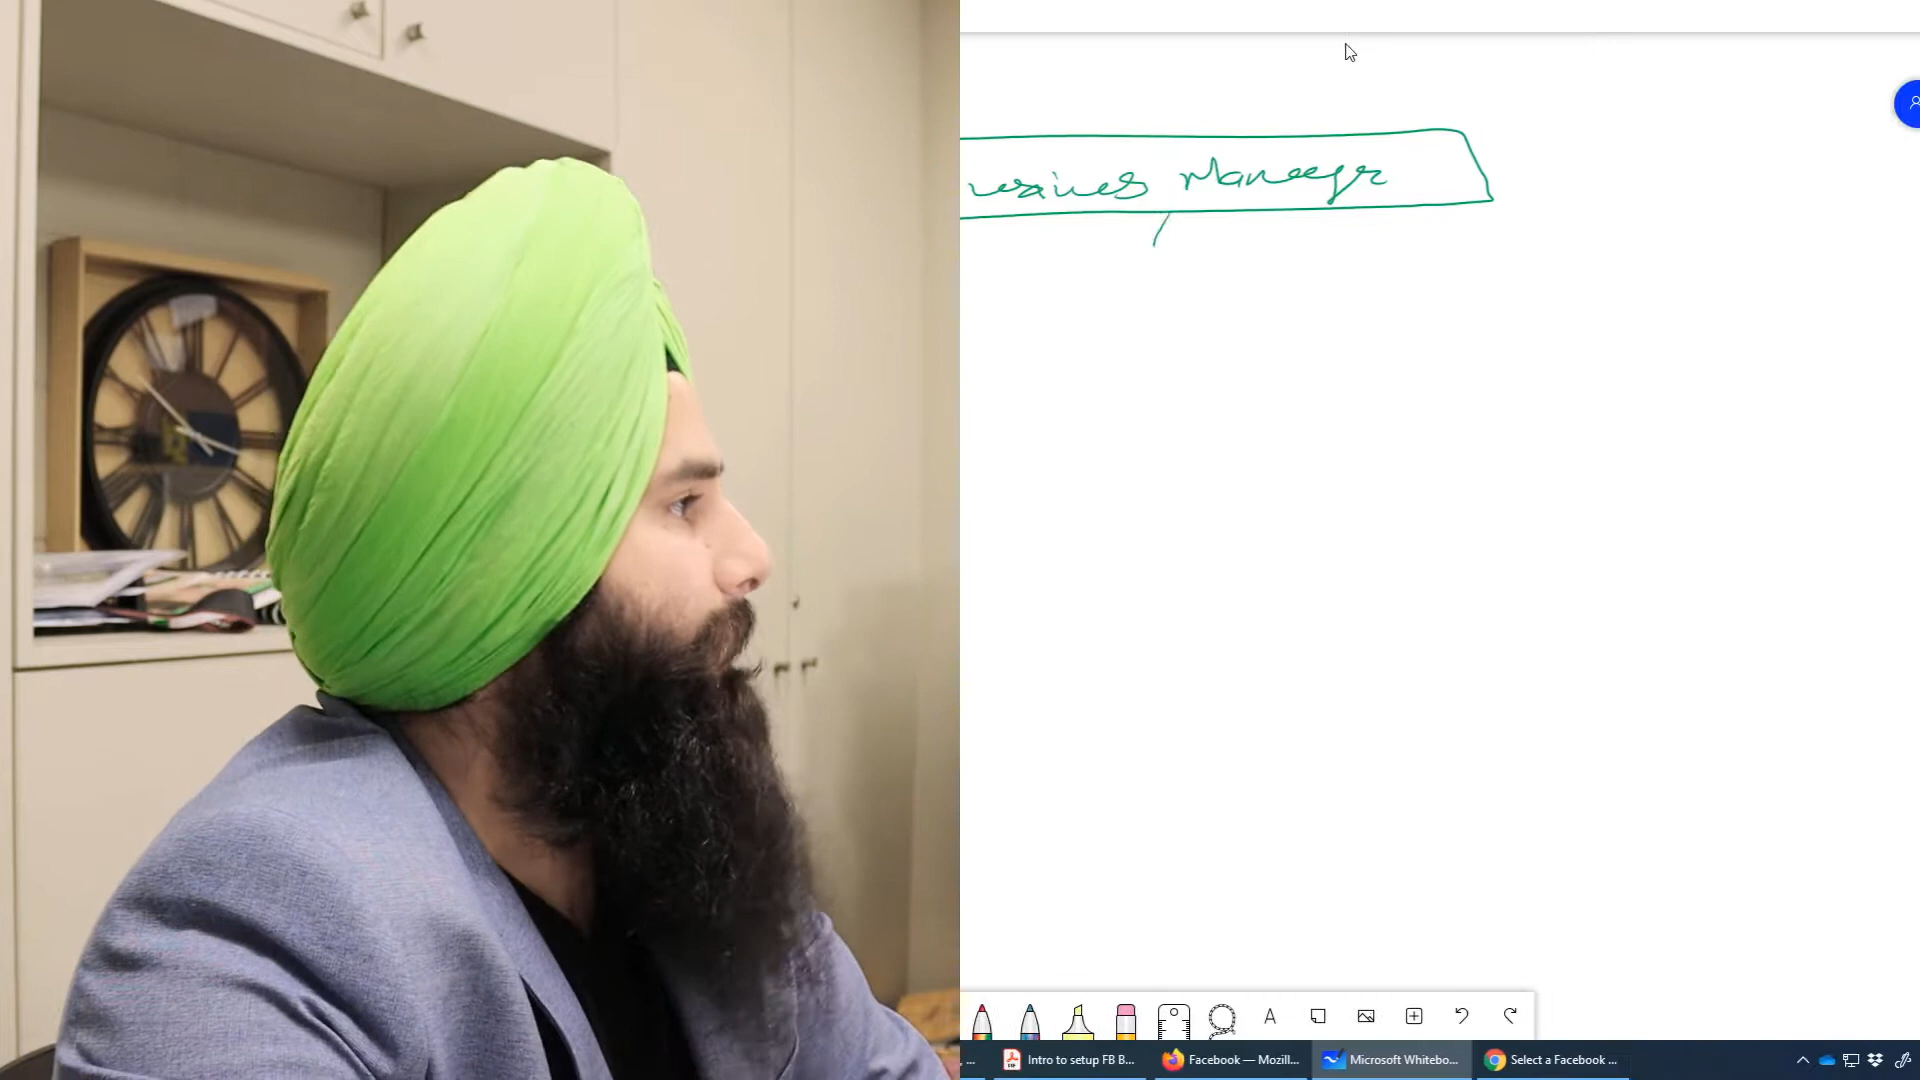 Manager
A
... Intro to setup FB B... Facebook — Mozill... Microsoft Whitebo... Select a Facebook ...